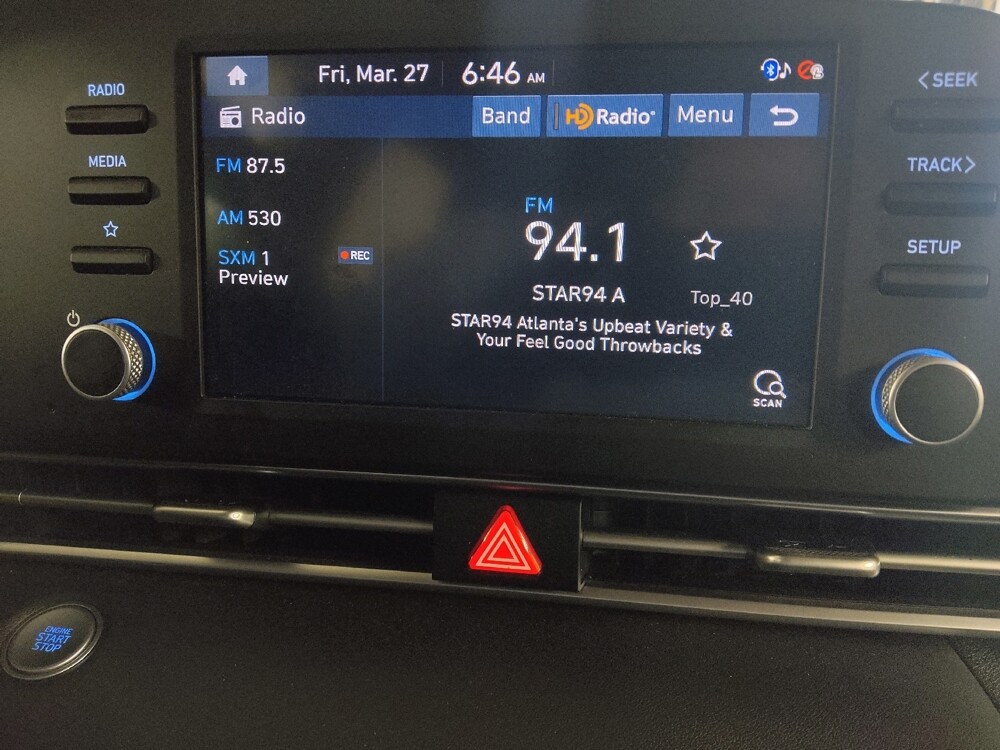 Fri, Mar. 27 6:46 AM
RADIO
< SEEK
Radio Band HD Radio Menu
MEDIA
FM 87.5
TRACK >
FM
AM 530
94.1
SXM 1 REC
Preview
SETUP
STAR94 A Top_40
STAR94 Atlanta's Upbeat Variety &
Your Feel Good Throwbacks
SCAN
ENGINE
START
STOP